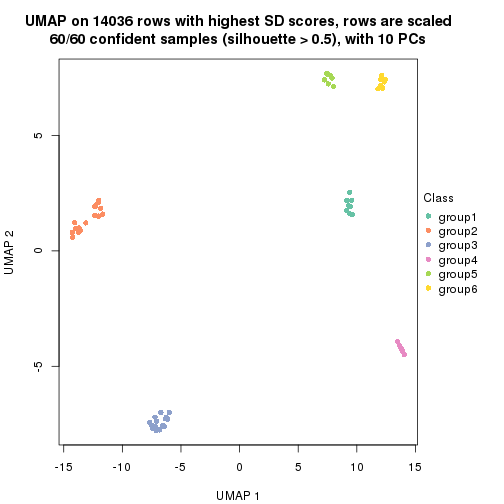 UMAP on 14036 rows with highest SD scores, rows are scaled
60/60 confident samples (silhouette > 0.5), with 10 PCs
5
0
-5
UMAP 2
-15
-10
-5
0
5
10
15
UMAP 1
Class
group1
group2
group3
group4
group5
group6